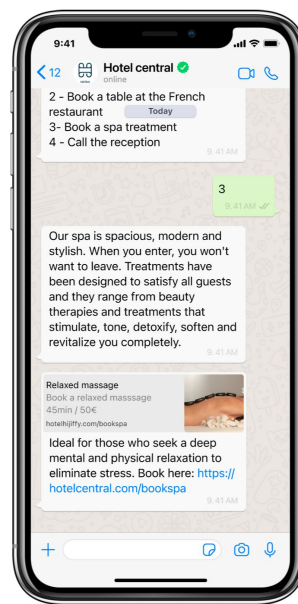 9:41
12
Hotel central
online
2 - Book a table at the French
restaurant
Today
3- Book a spa treatment
4 - Call the reception
9:41 AM
3
9:41 AM
Our spa is spacious, modern and
stylish. When you enter, you won't
want to leave. Treatments have
been designed to satisfy all guests
and they range from beauty
therapies and treatments that
stimulate, tone, detoxify, soften and
revitalize you completely.
9:41 AM
Relaxed massage
Book a relaxed masssage
45min / 50€
hotelhijiffy.com/bookspa
Ideal for those who seek a deep
mental and physical relaxation to
eliminate stress. Book here: https://
hotelcentral.com/bookspa
9:41 AM